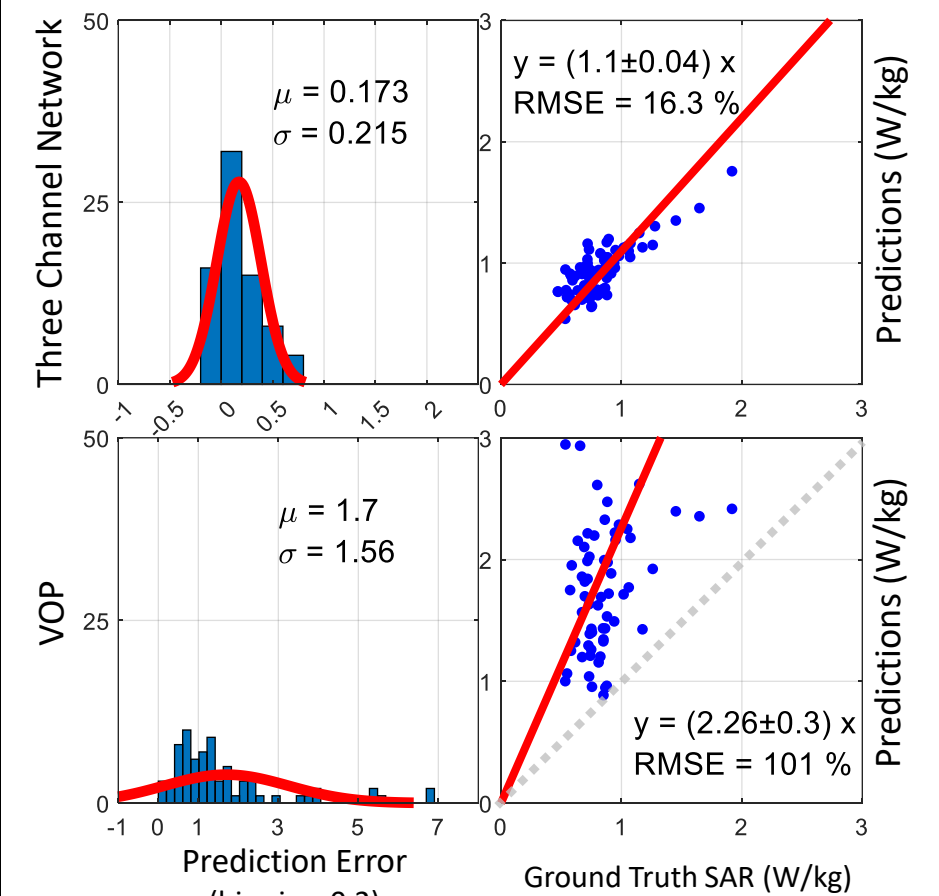 Three Channel Network
50
25
0
μ = 0.173
σ = 0.215
-1
-0.5
0
0.5
1
1.5
2
3
2
1
0
y = (1.1±0.04) x
RMSE = 16.3 %
0
1
2
3
Predictions (W/kg)
VOP
50
25
0
μ = 1.7
σ = 1.56
-1
0
1
3
5
7
Prediction Error
3
2
1
0
y = (2.26±0.3) x
RMSE = 101 %
0
1
2
3
Ground Truth SAR (W/kg)
Predictions (W/kg)